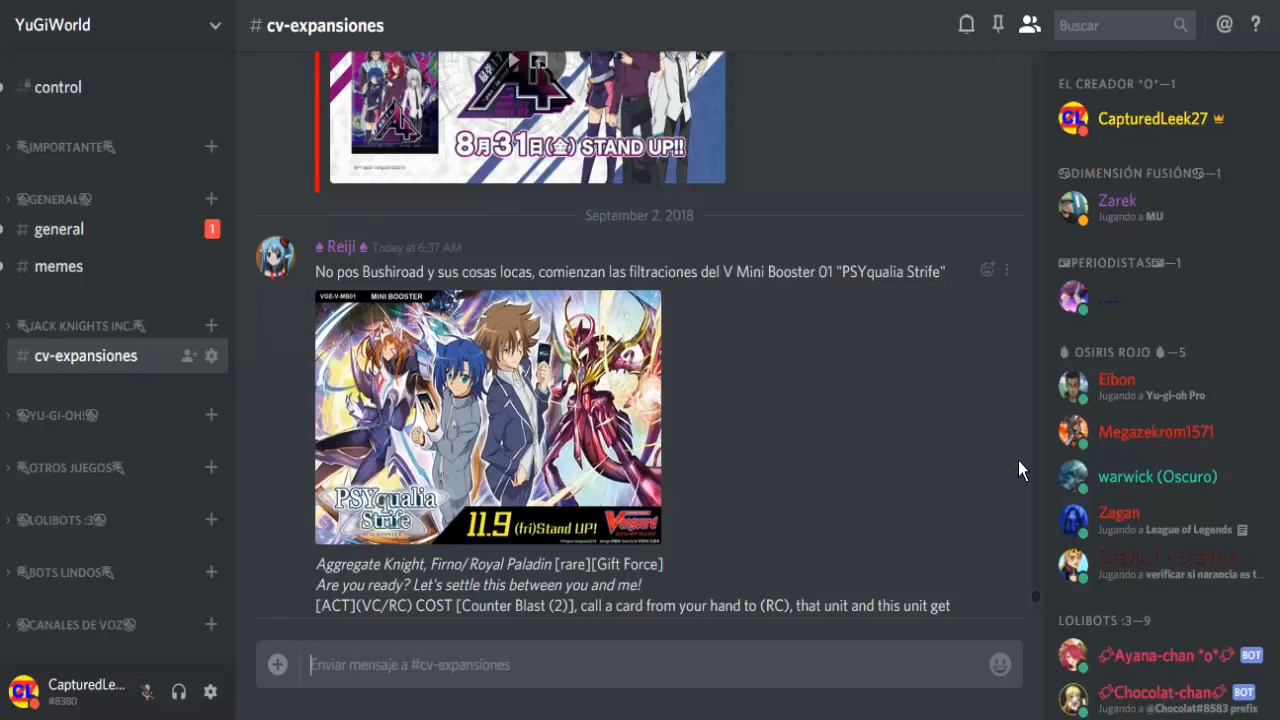 YuGiWorld
# cv-expansiones
Buscar
control
IMPORTANTE
GENERAL
# general
1
# memes
JACK KNIGHTS INC.
# cv-expansiones
YU-GI-OH!
OTROS JUEGOS
LOLIBOTS :3
BOTS LINDOS
CANALES DE VOZ
CapturedLe...
#8380
8月31日(金) STAND UP!!
September 2, 2018
♠ Reiji ♠ Today at 6:37 AM
No pos Bushiroad y sus cosas locas, comienzan las filtraciones del V Mini Booster 01 "PSYqualia Strife"
VGE-V-MB01 MINI BOOSTER
PSYqualia
Strife
11.9 (fri)Stand UP!
Vanguard
Aggregate Knight, Firno/Royal Paladin [rare][Gift Force]
Are you ready? Let's settle this between you and me!
[ACT](VC/RC) COST [Counter Blast (2)], call a card from your hand to (RC), that unit and this unit get
Enviar mensaje a #cv-expansiones
EL CREADOR *O*—1
CL
CapturedLeek27
DIMENSIÓN FUSIÓN—1
Zarek
Jugando a MU
PERIODISTAS—1
......
OSIRIS ROJO—5
Eibon
Jugando a Yu-gi-oh Pro
Megazekrom1571
warwick (Oscuro)
Zagan
Jugando a League of Legends
Jugando a verificar si narancia es t...
LOLIBOTS :3—9
Ayana-chan *o* BOT
Chocolat-chan BOT
Jugando a @Chocolat#8583 prefix